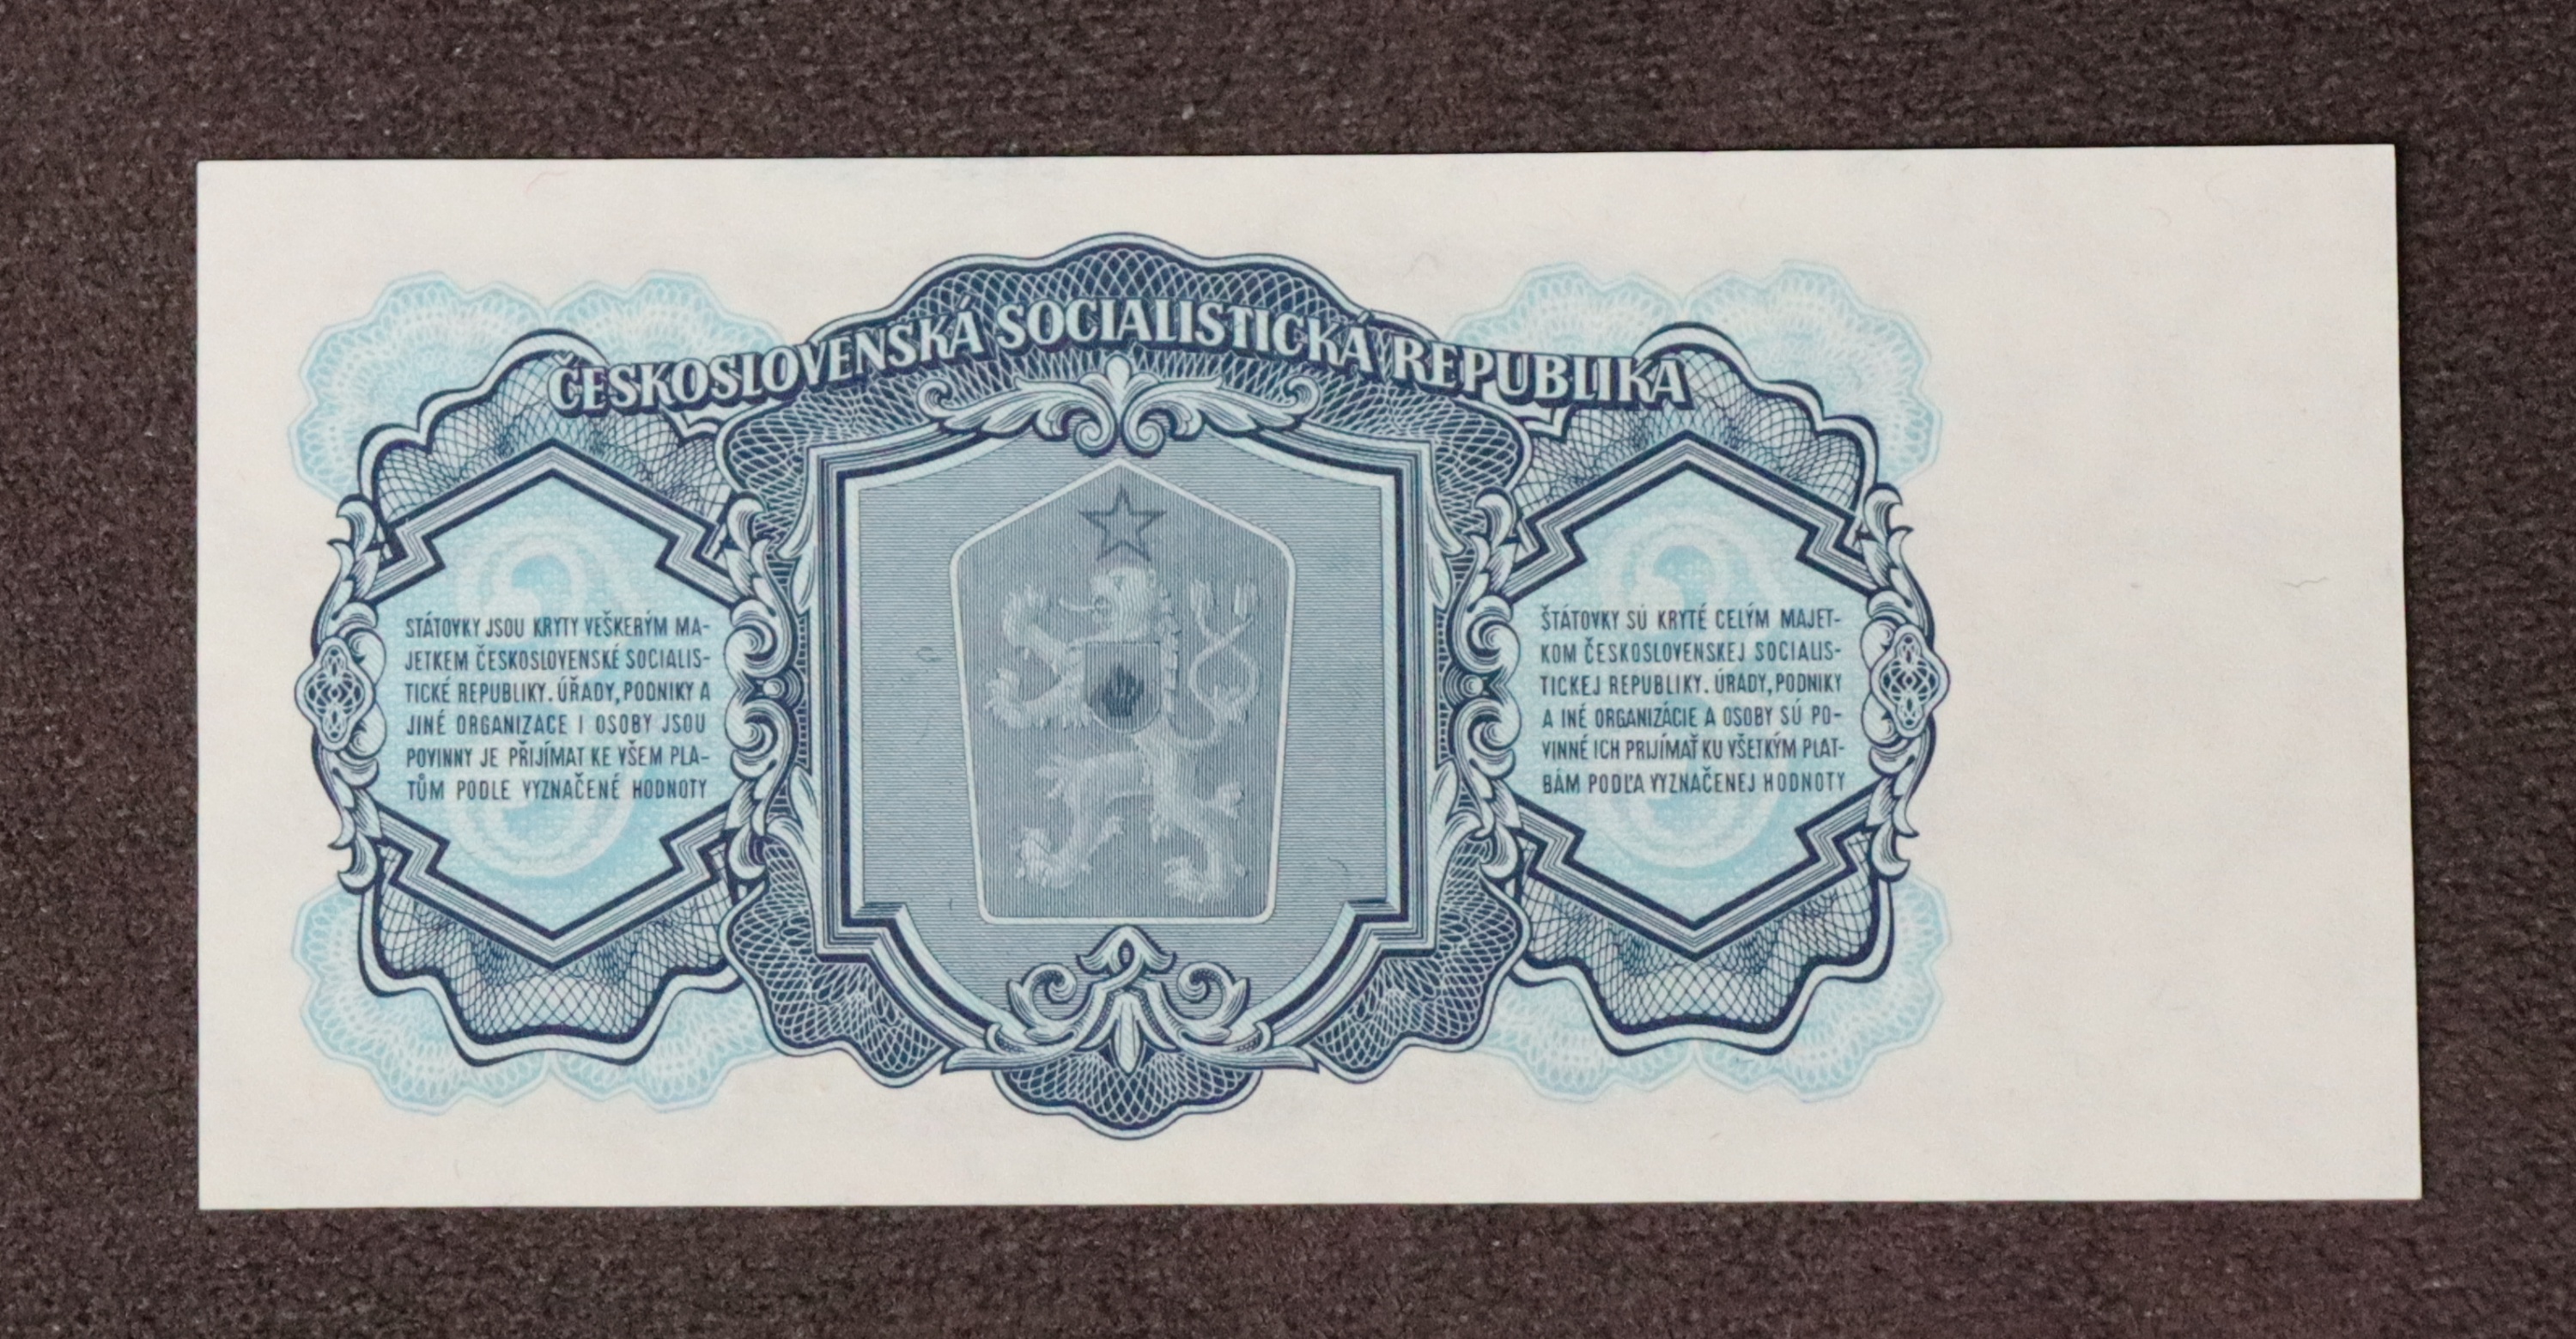 ČESKOSLOVENSKÁ SOCIALISTICKÁ REPUBLIKA
STÁTOVKY JSOU KRYTY VEŠKERÝM MA-
JETKEM ČESKOSLOVENSKÉ SOCIALIS-
TICKÉ REPUBLIKY. ÚŘADY, PODNIKY A
JINÉ ORGANIZACE I OSOBY JSOU
POVINNY JE PŘIJÍMAT KE VŠEM PLA-
TŮM PODLE VYZNAČENÉ HODNOTY
3
ŠTÁTOVKY SÚ KRYTÉ CELÝM MAJET-
KOM ČESKOSLOVENSKEJ SOCIALIS-
TICKEJ REPUBLIKY. ÚRADY, PODNIKY
A INÉ ORGANIZÁCIE A OSOBY SÚ PO-
VINNÉ ICH PRIJÍMAŤ KU VŠETKÝM PLAT-
BÁM PODĽA VYZNAČENEJ HODNOTY
3